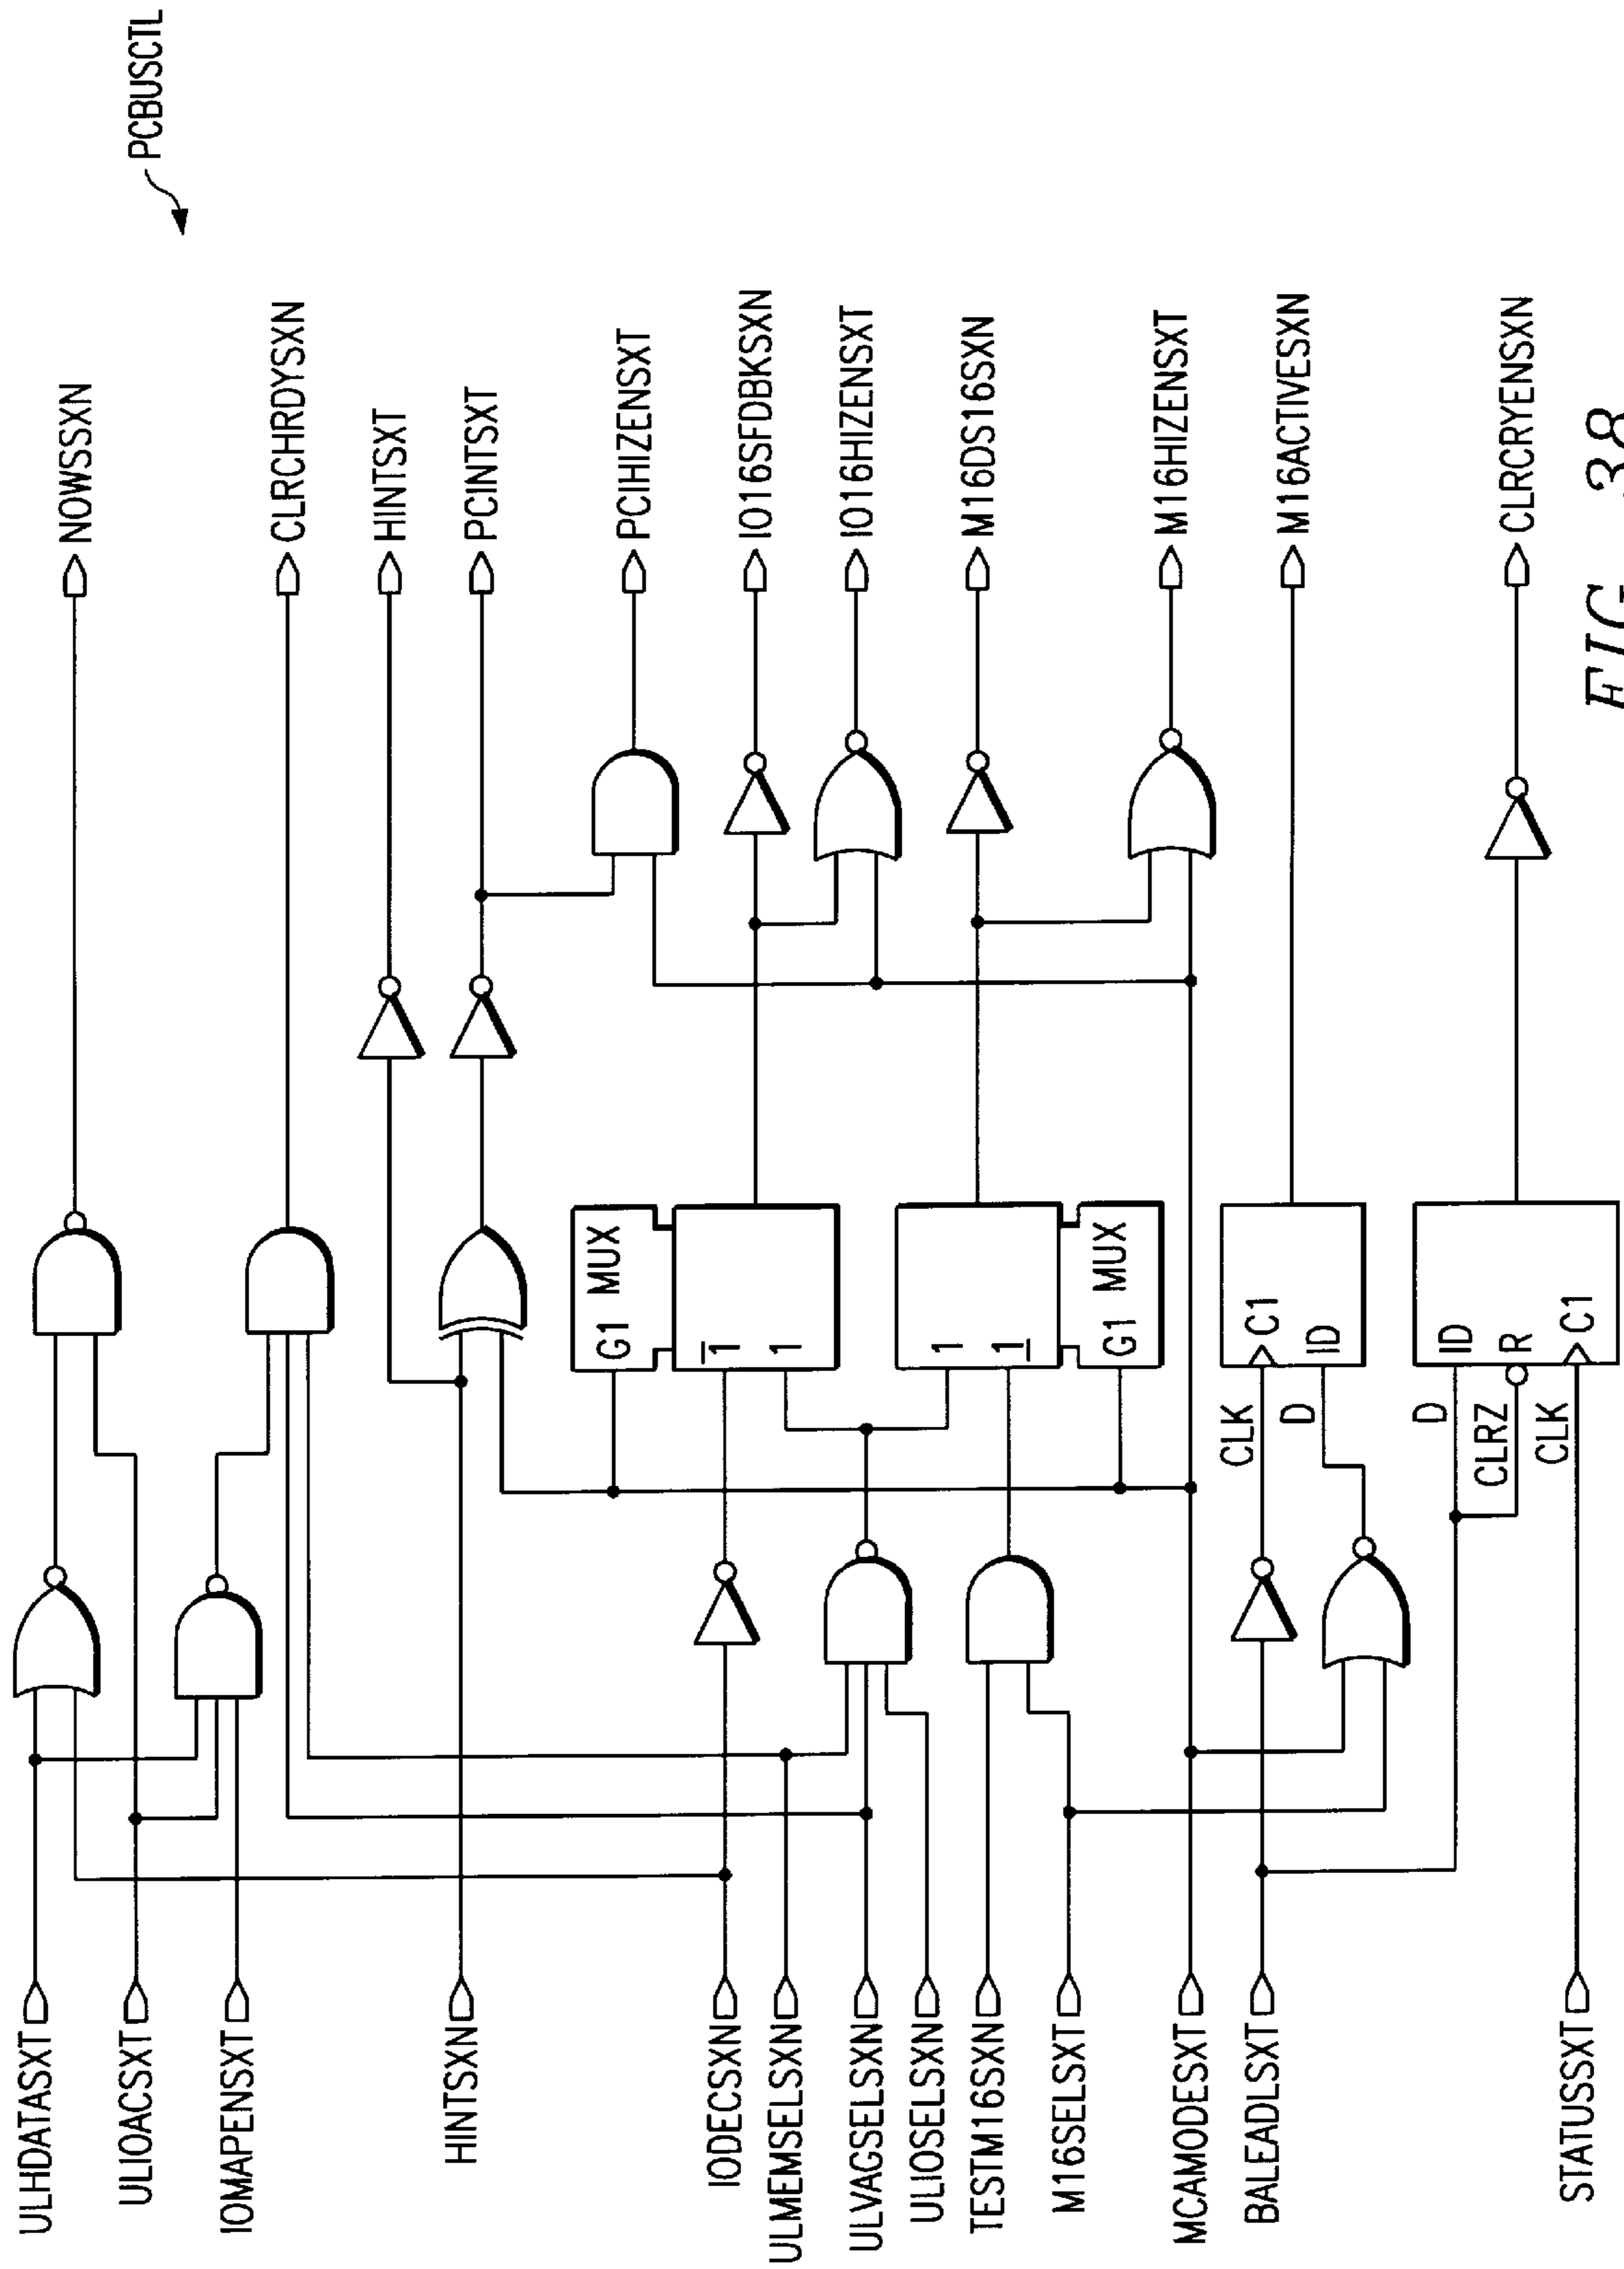 PCBUSCTL
ULHDATASXT
ULIOACSXT
IOMAPENSXT
HINTSXN
IODECSXN
ULMEMSELSXN
ULVAGSELSXN
ULIOSELSXN
TESTM16SXN
M16SELSXT
MCAMODESXT
BALEADLSXT
STATUSSXT
G1 MUX
1
1
1
1
G1 MUX
CLK
C1
D
ID
D
ID
CLRZ
R
CLK
C1
NOWSSXN
CLRCHRDYSXN
HINTSXT
PCINTSXT
PCIHIZENSXT
IO16SFDBKSXN
IO16HIZENSXT
M16DS16SXN
M16HIZENSXT
M16ACTIVESXN
CLRCRYENSXN
FIG. 38